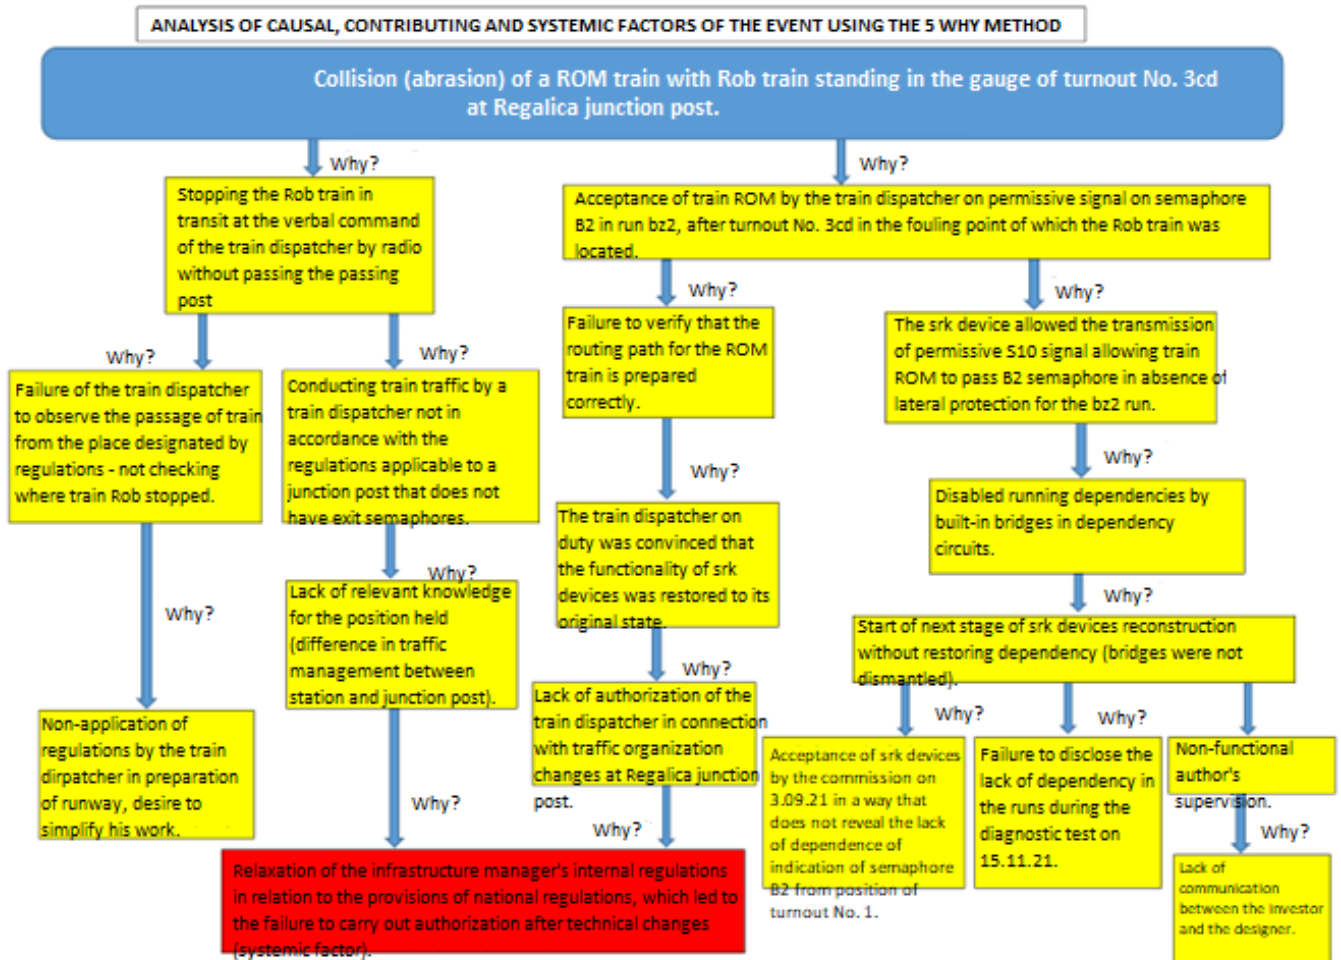 ANALYSIS OF CAUSAL, CONTRIBUTING AND SYSTEMIC FACTORS OF THE EVENT USING THE 5 WHY METHOD
Collision (abrasion) of a ROM train with Rob train standing in the gauge of turnout No. 3cd
at Regalica junction post.
Why?
Why?
Stopping the Rob train in
transit at the verbal command
of the train dispatcher by radio
without passing the passing
post
Acceptance of train ROM by the train dispatcher on permissive signal on semaphore
B2 in run bz2, after turnout No. 3cd in the fouling point of which the Rob train was
located.
Why?
Why?
Why?
Why?
Failure of the train dispatcher
to observe the passage of train
from the place designated by
regulations - not checking
where train Rob stopped.
Conducting train traffic by a
train dispatcher not in
accordance with the
regulations applicable to a
junction post that does not
have exit semaphores.
Failure to verify that the
routing path for the ROM
train is prepared
correctly.
The srk device allowed the transmission
of permissive S10 signal allowing train
ROM to pass B2 semaphore in absence of
lateral protection for the bz2 run.
Why?
Why?
Why?
Why?
Lack of relevant knowledge
for the position held
(difference in traffic
management between
station and junction post).
The train dispatcher on
duty was convinced that
the functionality of srk
devices was restored to its
original state.
Disabled running dependencies by
built-in bridges in dependency
circuits.
Why?
Start of next stage of srk devices reconstruction
without restoring dependency (bridges were not
dismantled).
Why?
Why?
Why?
Non-application of
regulations by the train
dirpatcher in preparation
of runway, desire to
simplify his work.
Lack of authorization of the
train dispatcher in connection
with traffic organization
changes at Regalica junction
post.
Acceptance of srk devices
by the commission on
3.09.21 in a way that
does not reveal the lack
of dependence of
indication of semaphore
B2 from position of
turnout No. 1.
Failure to disclose the
lack of dependency in
the runs during the
diagnostic test on
15.11.21.
Non-functional
author's
supervision.
Why?
Why?
Why?
Relaxation of the infrastructure manager's internal regulations
in relation to the provisions of national regulations, which led to
the failure to carry out authorization after technical changes
(systemic factor).
Lack of
communication
between the investor
and the designer.